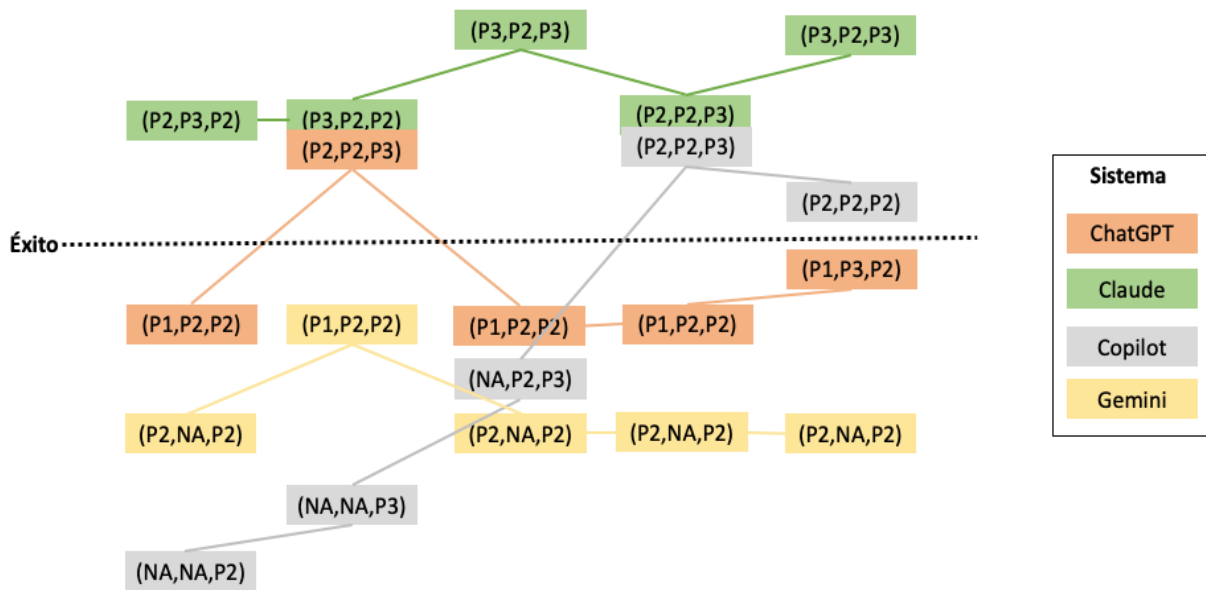 (P3,P2,P3)
(P3,P2,P3)
(P2,P3,P2)
(P3,P2,P2)
(P2,P2,P3)
(P2,P2,P3)
(P2,P2,P3)
(P2,P2,P2)
Éxito
(P1,P3,P2)
(P1,P2,P2)
(P1,P2,P2)
(P1,P2,P2)
(P1,P2,P2)
(NA,P2,P3)
(P2,NA,P2)
(P2,NA,P2)
(P2,NA,P2)
(P2,NA,P2)
(NA,NA,P3)
(NA,NA,P2)
Sistema
ChatGPT
Claude
Copilot
Gemini